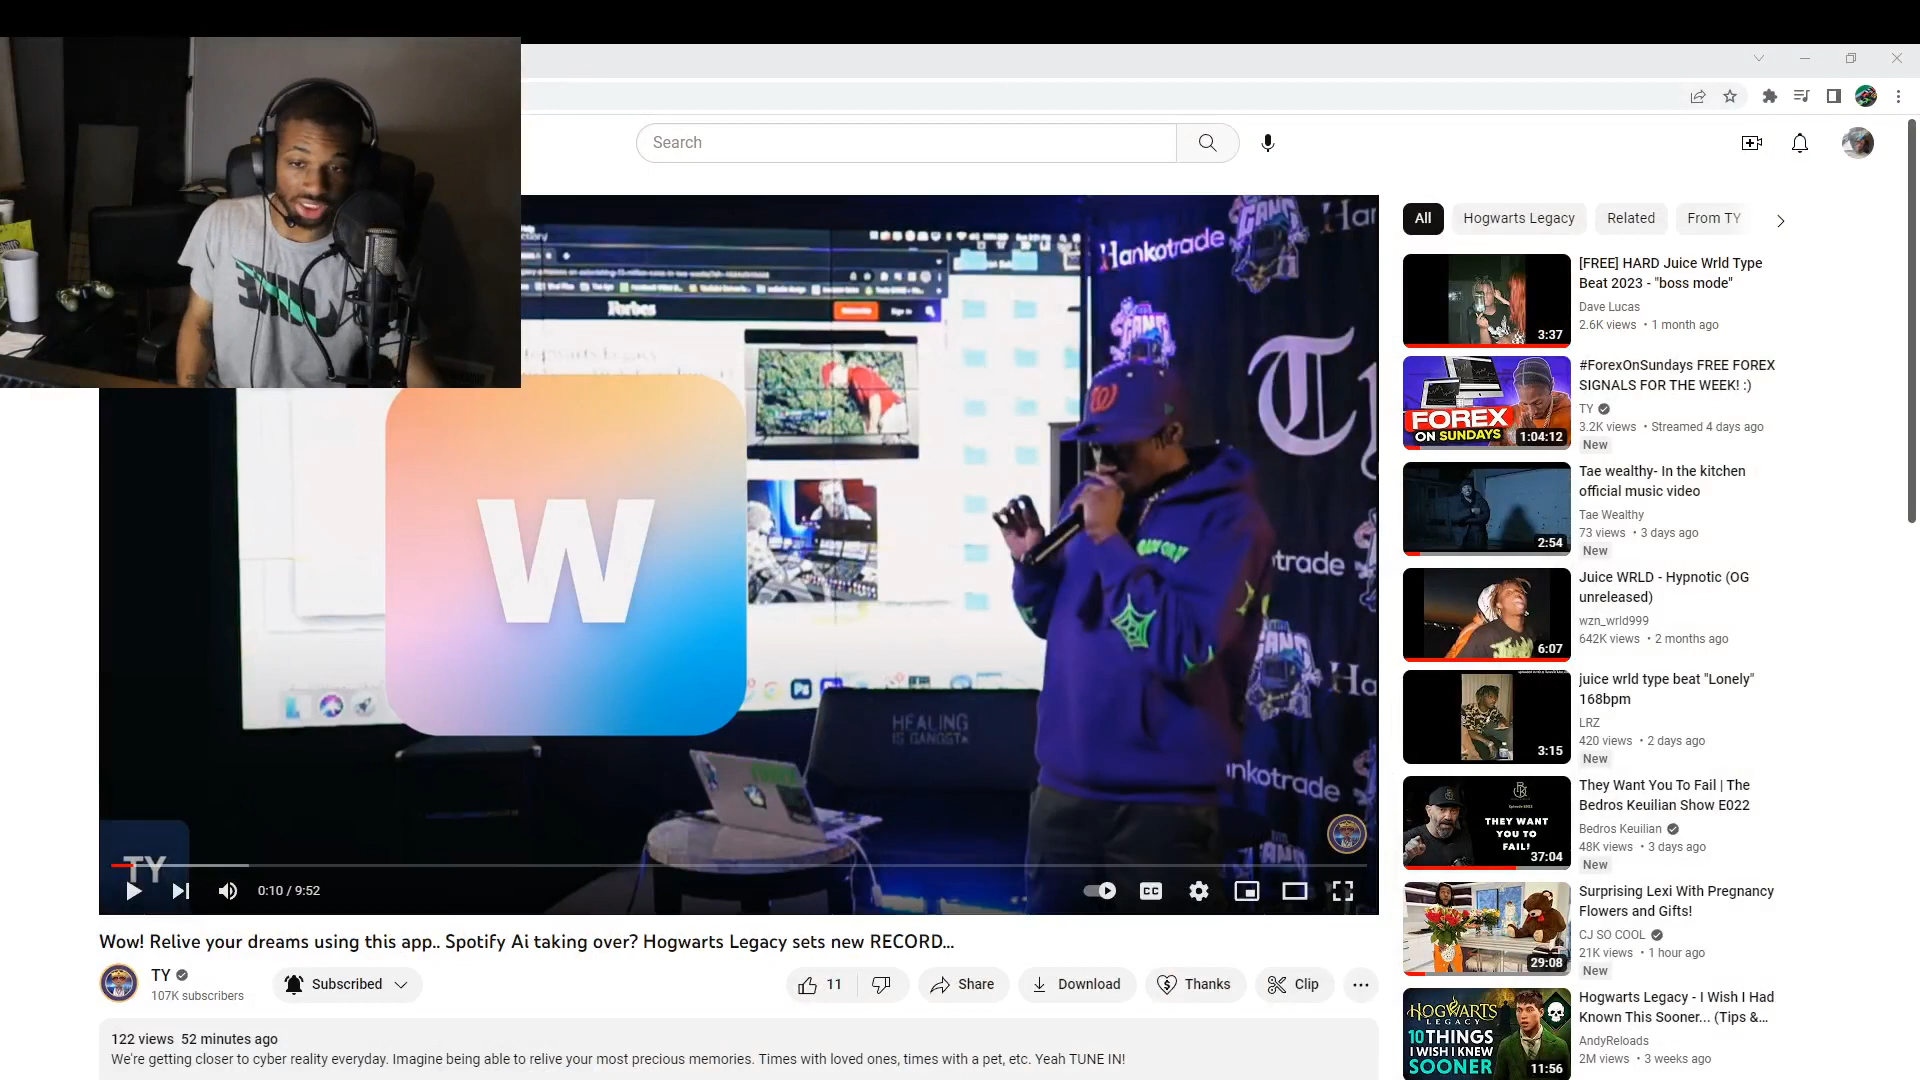 Search
All
Hogwarts Legacy
Related
From TY
Hankotrade
Forbes
W
HEALING
IS GANGSTA
TY
0:10 / 9:52
Wow! Relive your dreams using this app.. Spotify Ai taking over? Hogwarts Legacy sets new RECORD...
TY
107K subscribers
Subscribed
11
Share
Download
Thanks
Clip
122 views 52 minutes ago
We're getting closer to cyber reality everyday. Imagine being able to relive your most precious memories. Times with loved ones, times with a pet, etc. Yeah TUNE IN!
3:37
[FREE] HARD Juice Wrld Type
Beat 2023 - "boss mode"
Dave Lucas
2.6K views • 1 month ago
FOREX
ON SUNDAYS
1:04:12
#ForexOnSundays FREE FOREX
SIGNALS FOR THE WEEK! :)
TY
3.2K views • Streamed 4 days ago
New
2:54
Tae wealthy- In the kitchen
official music video
Tae Wealthy
73 views • 3 days ago
New
6:07
Juice WRLD - Hypnotic (OG
unreleased)
wzn_wrld999
642K views • 2 months ago
3:15
juice wrld type beat "Lonely"
168bpm
LRZ
420 views • 2 days ago
New
THEY WANT
YOU TO
FAIL!
37:04
They Want You To Fail | The
Bedros Keuilian Show E022
Bedros Keuilian
48K views • 3 days ago
New
29:08
Surprising Lexi With Pregnancy
Flowers and Gifts!
CJ SO COOL
21K views • 1 hour ago
New
HOGWARTS
LEGACY
10 THINGS
I WISH I KNEW
SOONER
11:56
Hogwarts Legacy - I Wish I Had
Known This Sooner... (Tips &...
AndyReloads
2M views • 3 weeks ago